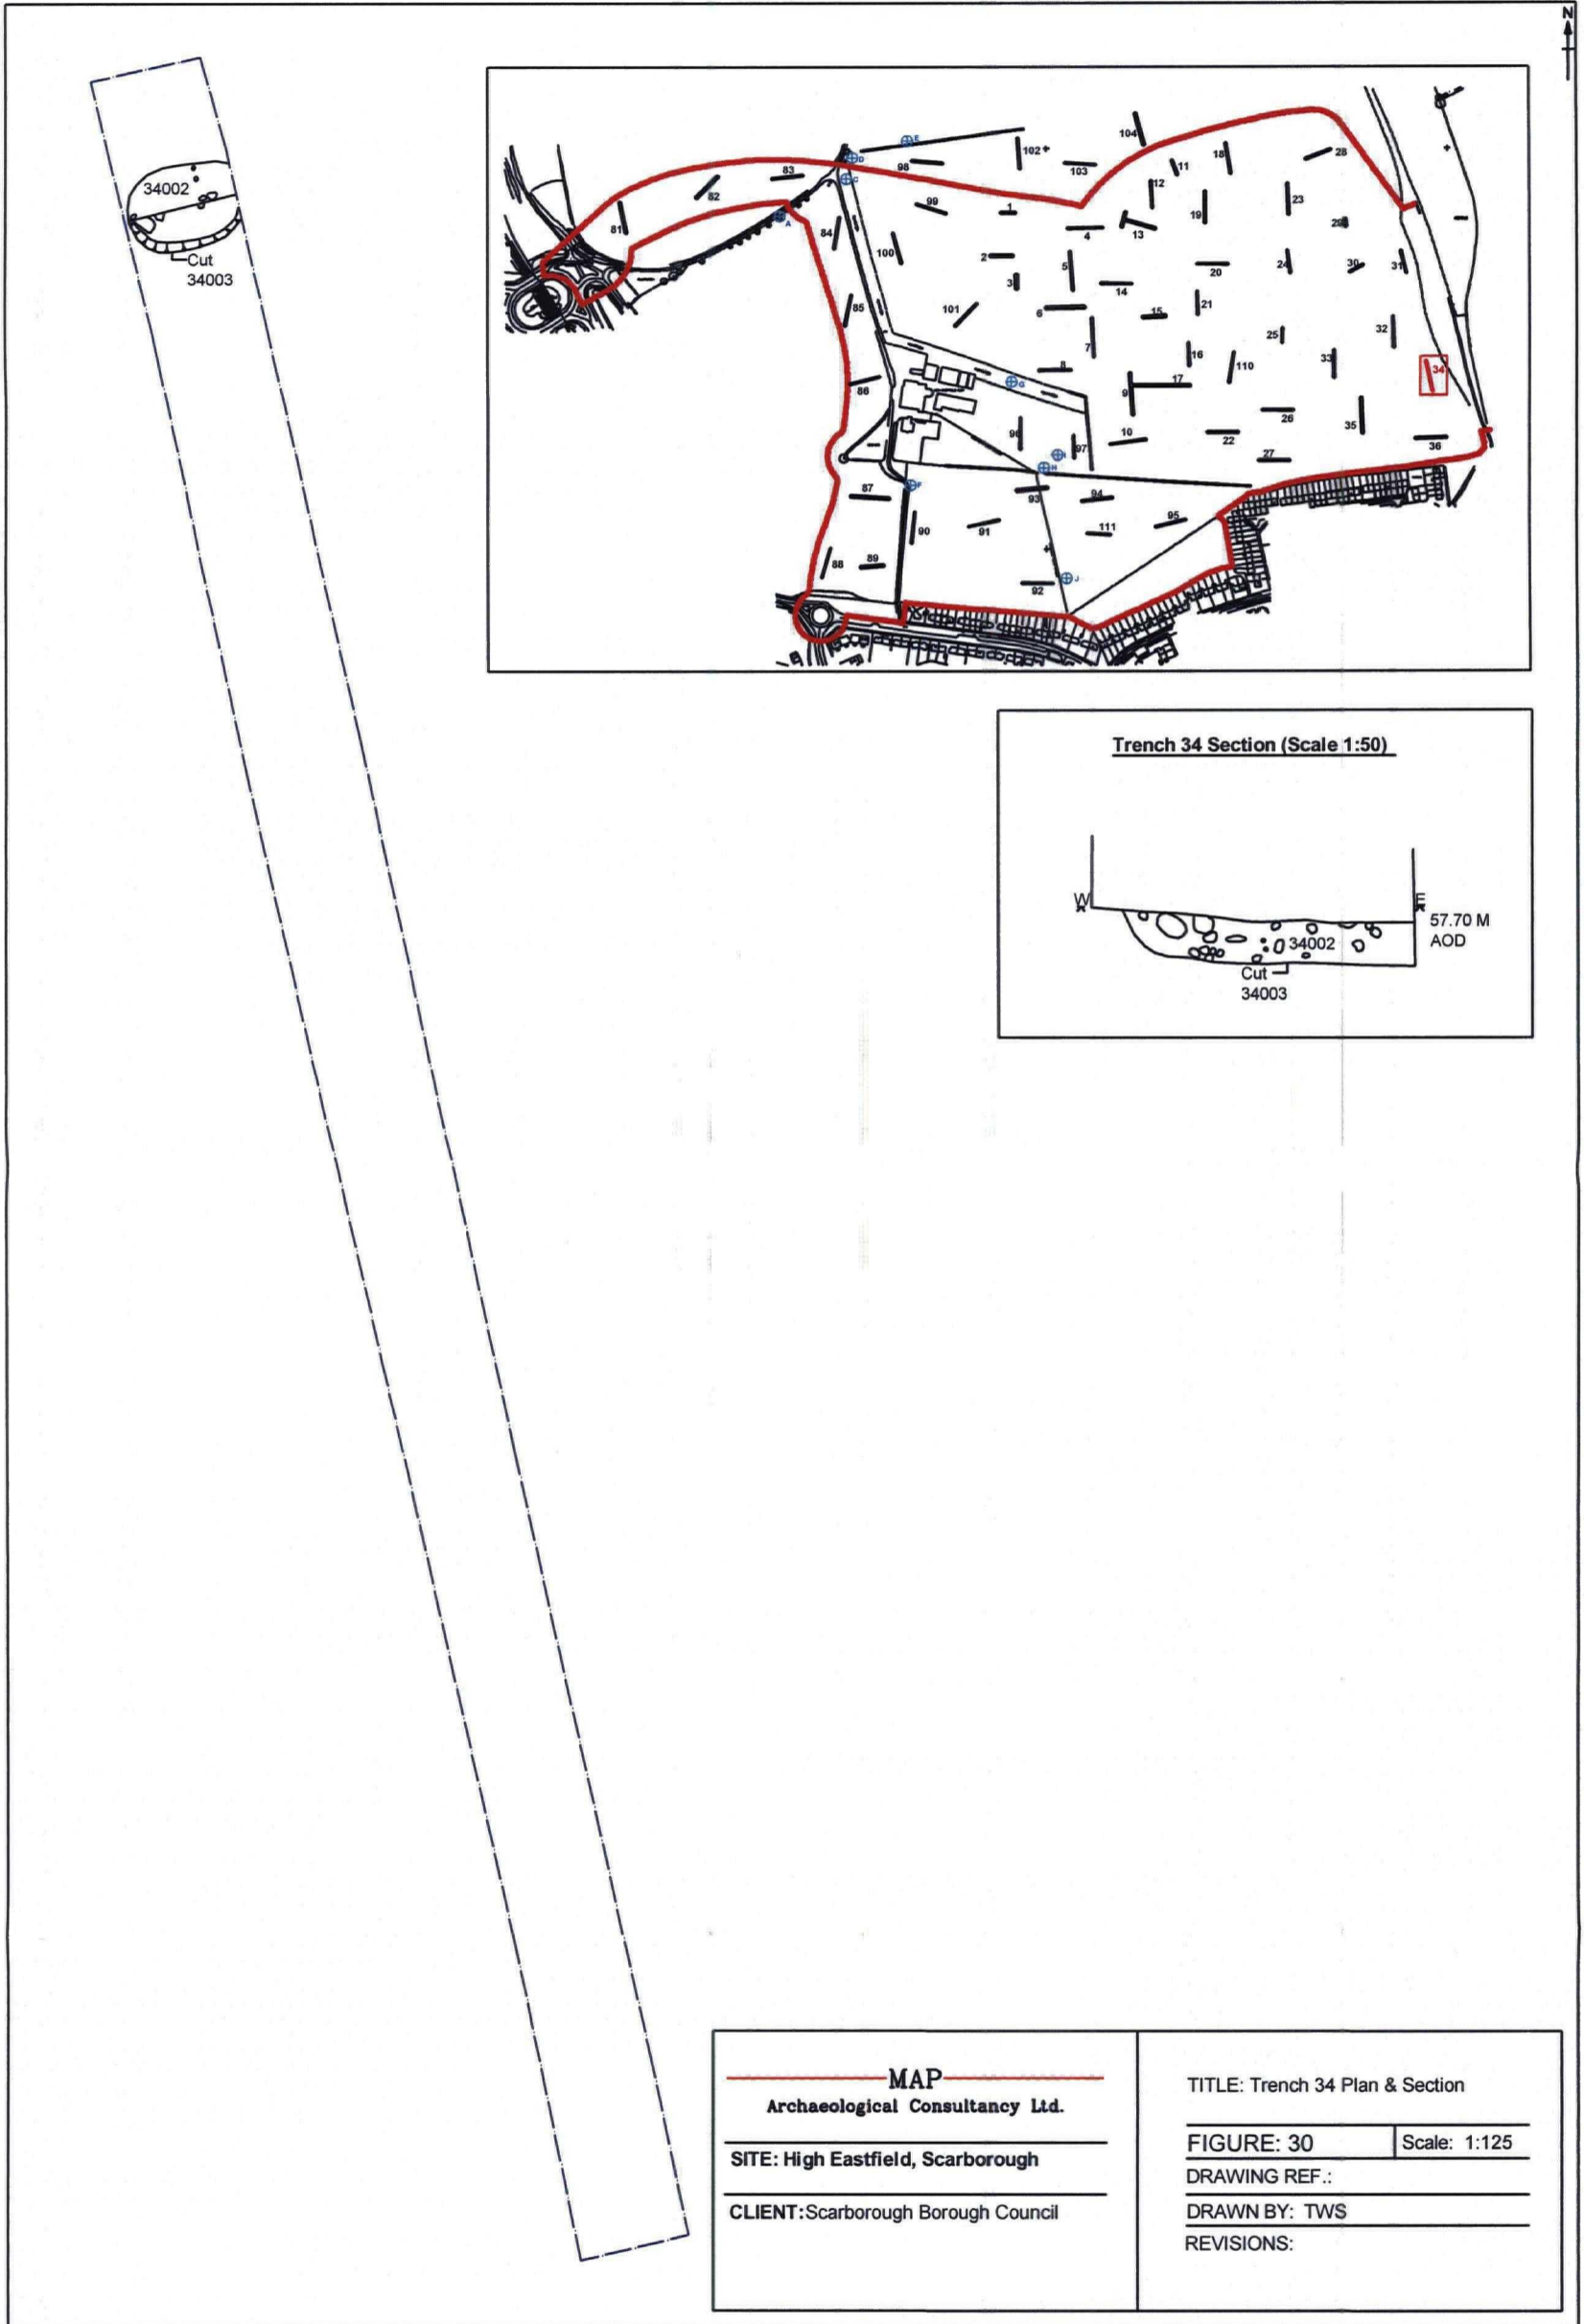 N
34002
Cut
34003
104
28
18
E
D
102
98
103
11
83
C
12
82
23
99
1
19
29
A
81
84
4
13
100
2
5
24
30
31
20
3
14
101
85
6
15
21
32
25
7
16
110
33
8
34
G
17
86
9
26
35
96
97
10
22
36
27
I
H
87
F
93
94
95
90
91
111
88
89
92
J
Trench 34 Section (Scale 1:50)
W
E
57.70 M
AOD
34002
Cut
34003
MAP
Archaeological Consultancy Ltd.
SITE: High Eastfield, Scarborough
CLIENT:Scarborough Borough Council
TITLE: Trench 34 Plan & Section
FIGURE: 30
Scale: 1:125
DRAWING REF.:
DRAWN BY: TWS
REVISIONS: